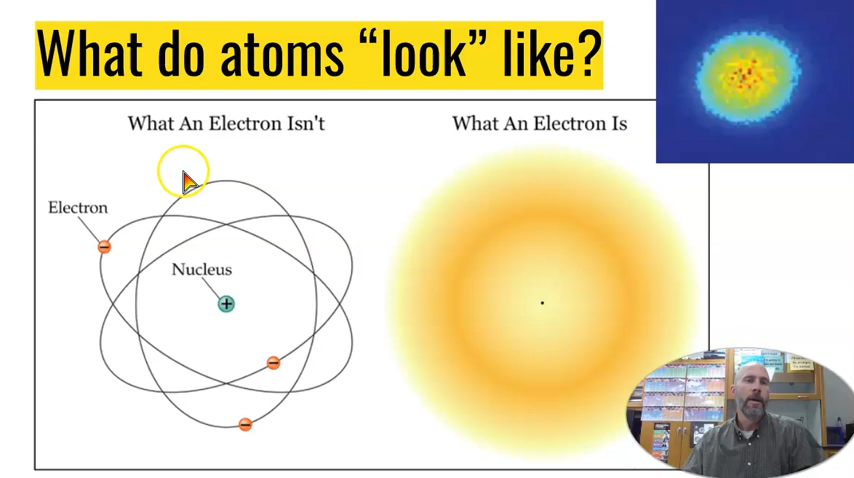 What do atoms “look” like?
What An Electron Isn't
What An Electron Is
Electron
Nucleus
−
+
−
−